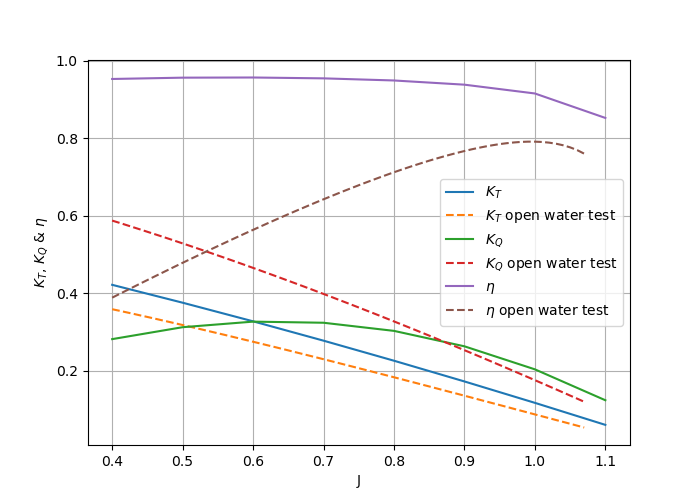 1.0
0.8
0.6
0.4
0.2
K_T, K_Q & η
0.4 0.5 0.6 0.7 0.8 0.9 1.0 1.1
J
K_T
K_T open water test
K_Q
K_Q open water test
η
η open water test